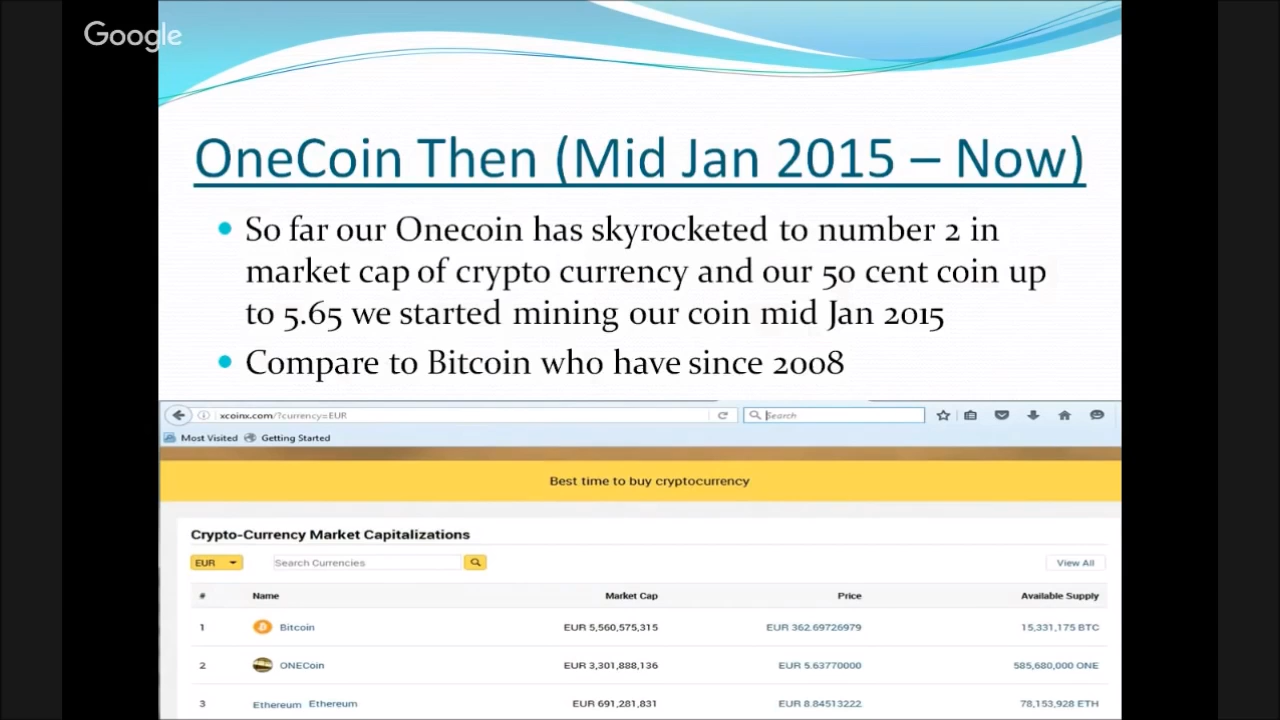 Google
OneCoin Then (Mid Jan 2015 – Now)
• So far our Onecoin has skyrocketed to number 2 in
market cap of crypto currency and our 50 cent coin up
to 5.65 we started mining our coin mid Jan 2015
• Compare to Bitcoin who have since 2008
xcoinx.com/?currency=EUR Search
Most Visited Getting Started
Best time to buy cryptocurrency
Crypto-Currency Market Capitalizations
EUR Search Currencies View All
# Name Market Cap Price Available Supply
1 Bitcoin EUR 5,560,575,315 EUR 362.69726979 15,331,175 BTC
2 ONECoin EUR 3,301,888,136 EUR 5.63770000 585,680,000 ONE
3 Ethereum Ethereum EUR 691,281,831 EUR 8.84513222 78,153,928 ETH